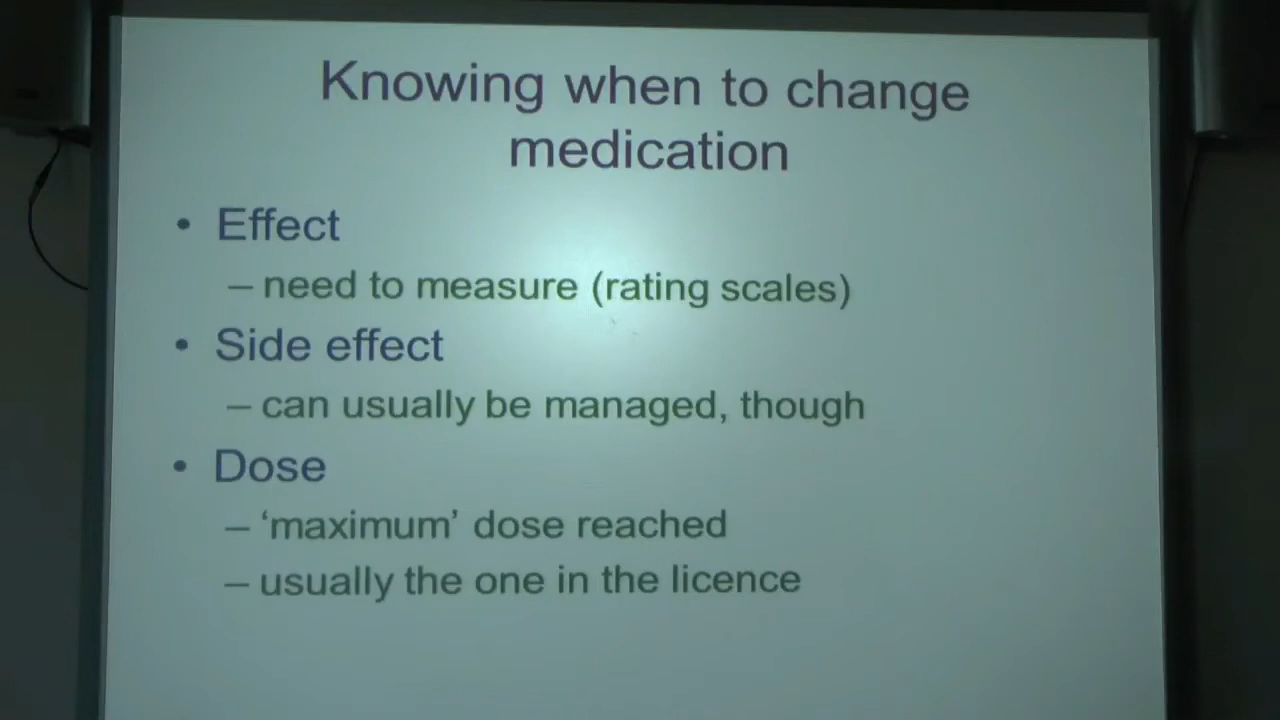 Knowing when to change
medication
• Effect
– need to measure (rating scales)
• Side effect
– can usually be managed, though
• Dose
– ‘maximum’ dose reached
– usually the one in the licence